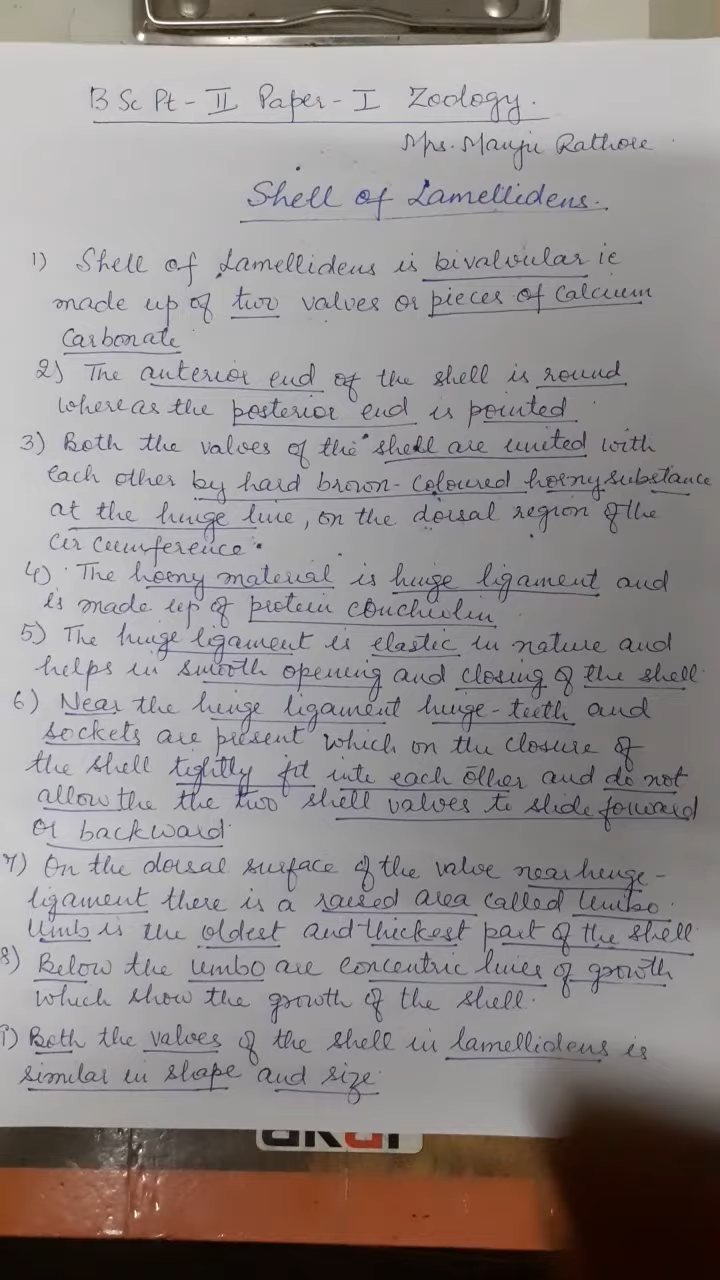 B Sc Pt - II Paper - I Zoology.
Mrs. Manju Rathore
Shell of Lamellidens.
1) Shell of Lamellidens is bivalvular ie
made up of two valves or pieces of Calcium
Carbonate
2) The anterior end of the shell is round
whereas the posterior end is pointed
3) Both the valves of the shell are united with
each other by hard brown-coloured horny substance
at the hinge line, on the dorsal region of the
circumference.
4) The horny material is hinge ligament and
is made up of protein conchiolin
5) The hinge ligament is elastic in nature and
helps in smooth opening and closing of the shell.
6) Near the hinge ligament hinge-teeth and
sockets are present which on the closure of
the shell tightly fit into each other and do not
allow the the two shell valves to slide forward
or backward
7) On the dorsal surface of the valve near hinge-
ligament there is a raised area called Umbo.
Umb is the oldest and thickest part of the shell
8) Below the umbo are concentric lines of growth
which show the growth of the shell.
9) Both the valves of the shell in lamellidens is
similar in shape and size
akai